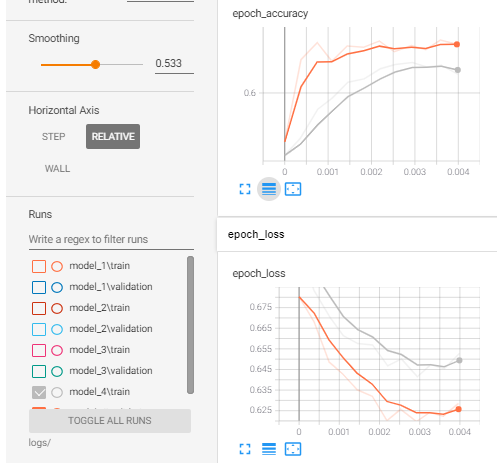 method:
Smoothing
0.533
Horizontal Axis
STEP
RELATIVE
WALL
Runs
Write a regex to filter runs
model_1\train
model_1\validation
model_2\train
model_2\validation
model_3\train
model_3\validation
model_4\train
TOGGLE ALL RUNS
logs/
epoch_accuracy
0.6
0 0.001 0.002 0.003 0.004
epoch_loss
epoch_loss
0.675
0.665
0.655
0.645
0.635
0.625
0 0.001 0.002 0.003 0.004